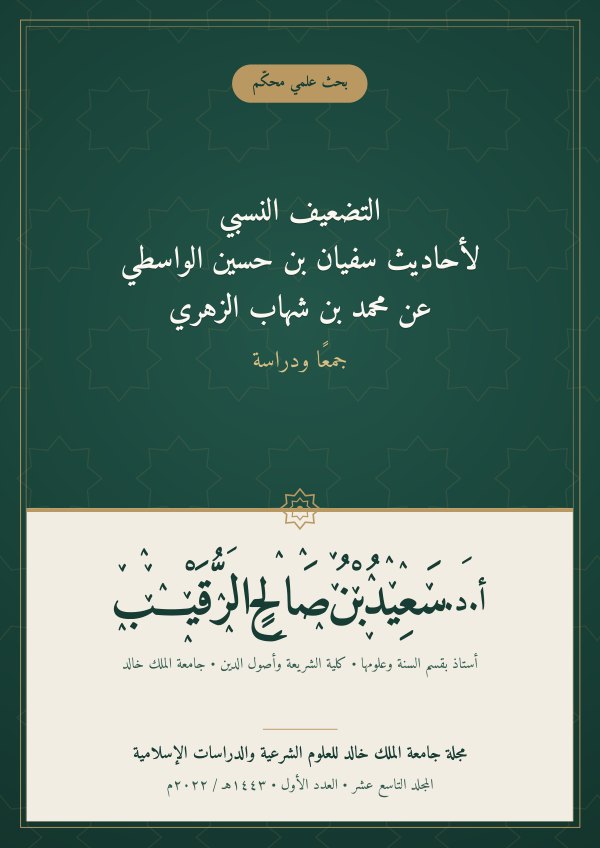 بحث علمي محكّم
التضعيف النسبي
لأحاديث سفيان بن حسين الواسطي
عن محمد بن شهاب الزهري
جمعًا ودراسة
أ.د. سَعِيْدُ بْنُ صَالِحٍ الرُّقَيْـــب
أستاذ بقسم السنة وعلومها • كلية الشريعة وأصول الدين • جامعة الملك خالد
مجلة جامعة الملك خالد للعلوم الشرعية والدراسات الإسلامية
المجلد التاسع عشر • العدد الأول • ١٤٤٣هـ / ٢٠٢٢م